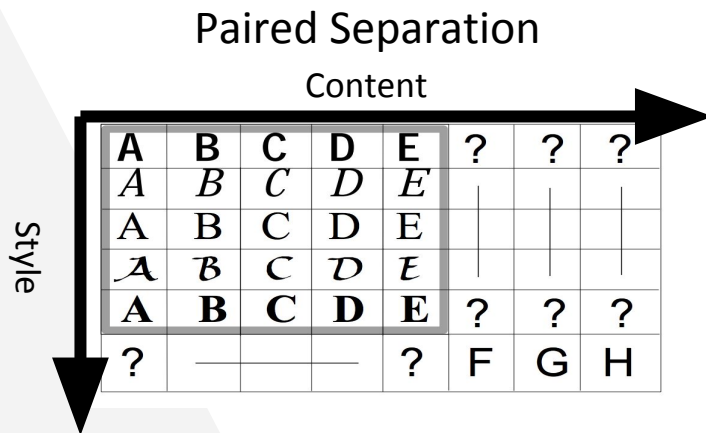 Paired Separation
Content
Style
A B C D E ? ? ?
A B C D E
A B C D E
A B C D E
A B C D E ? ? ?
? ? F G H